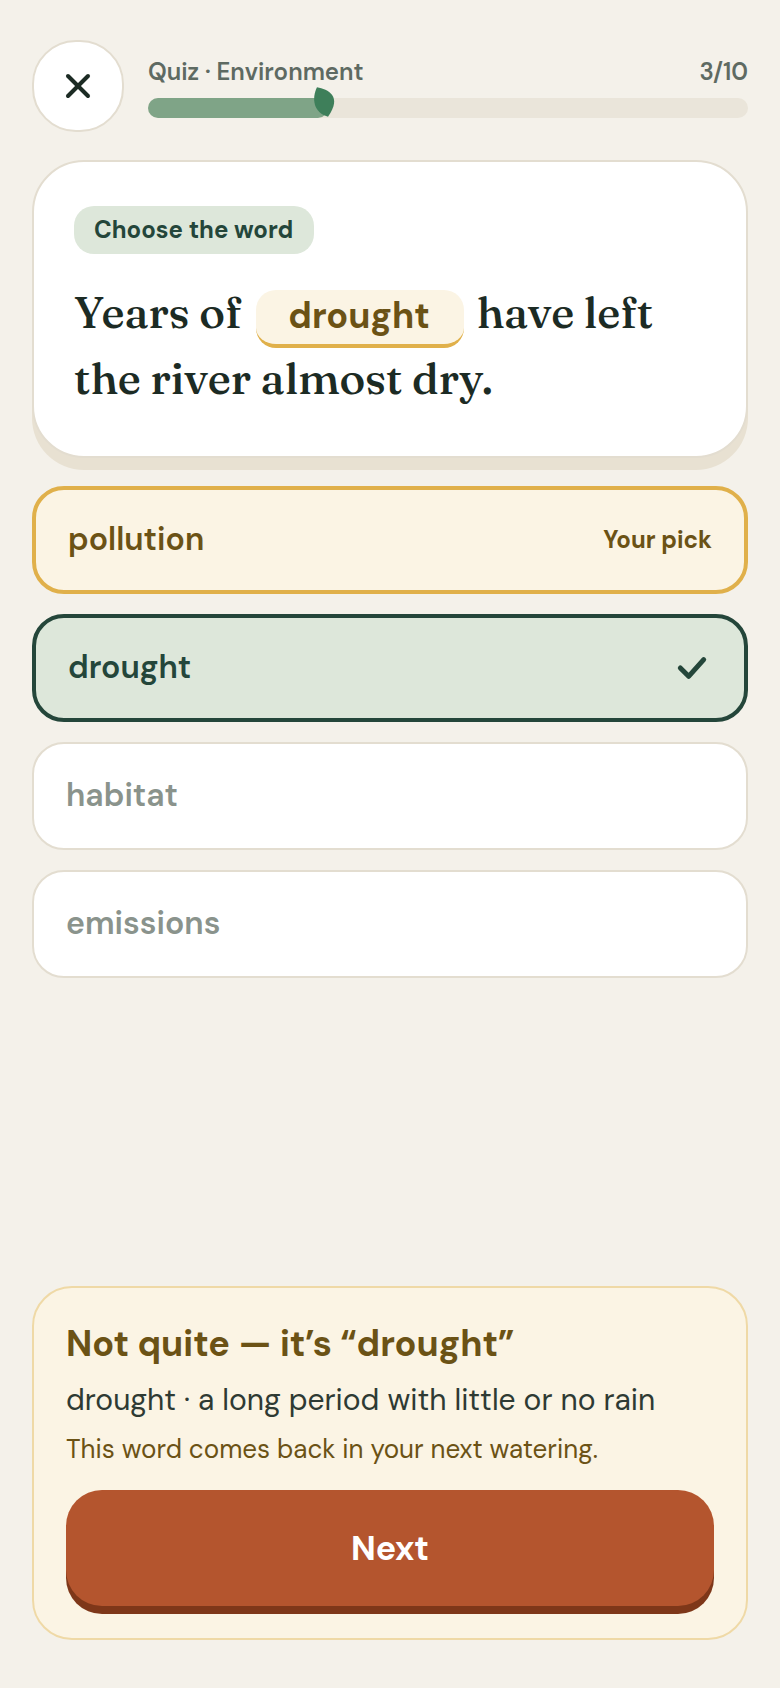 Quiz · Environment
3/10
Choose the word
Years of drought have left
the river almost dry.
pollution
Your pick
drought
habitat
emissions
Not quite — it’s “drought”
drought · a long period with little or no rain
This word comes back in your next watering.
Next